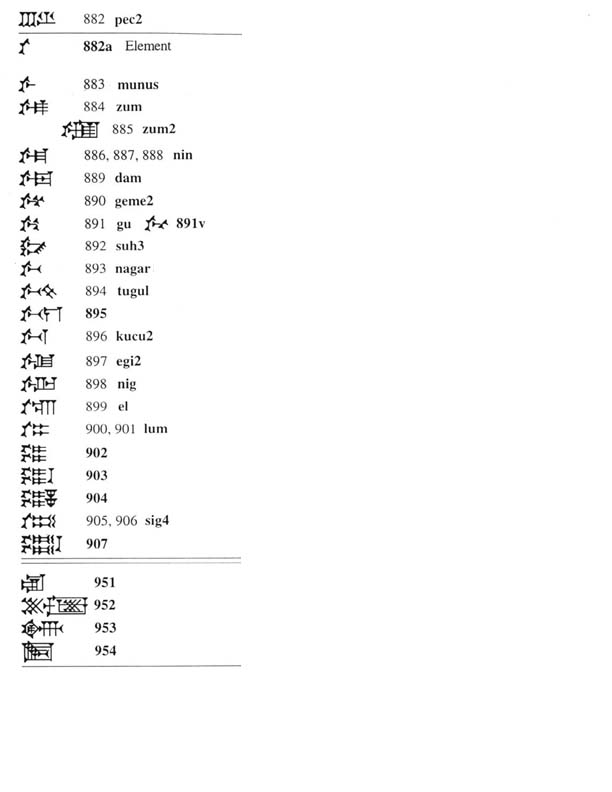 882 pec2
882a Element
883 munus
884 zum
885 zum2
886, 887, 888 nin
889 dam
890 geme2
891 gu 891v
892 suh3
893 nagar
894 tugul
895
896 kucu2
897 egi2
898 nig
899 el
900, 901 lum
902
903
904
905, 906 sig4
907
951
952
953
954